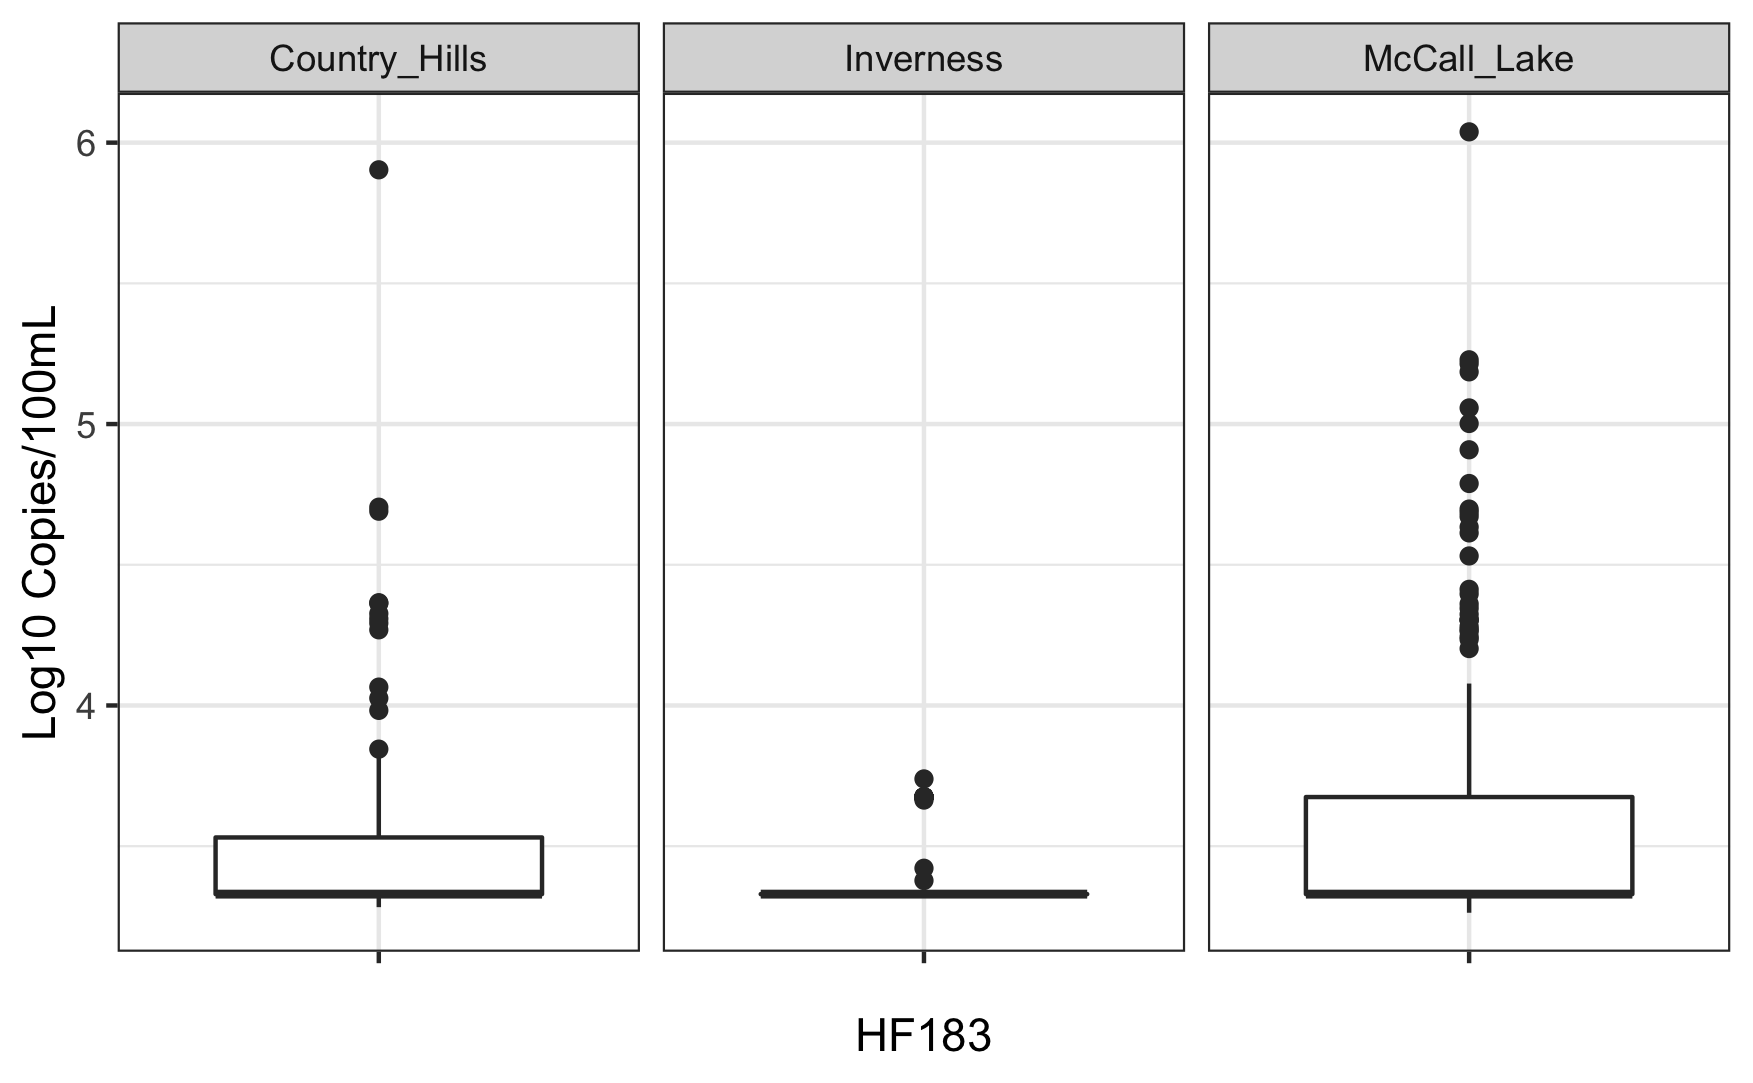 Country_Hills
Inverness
McCall_Lake
6
5
4
Log10 Copies/100mL
HF183